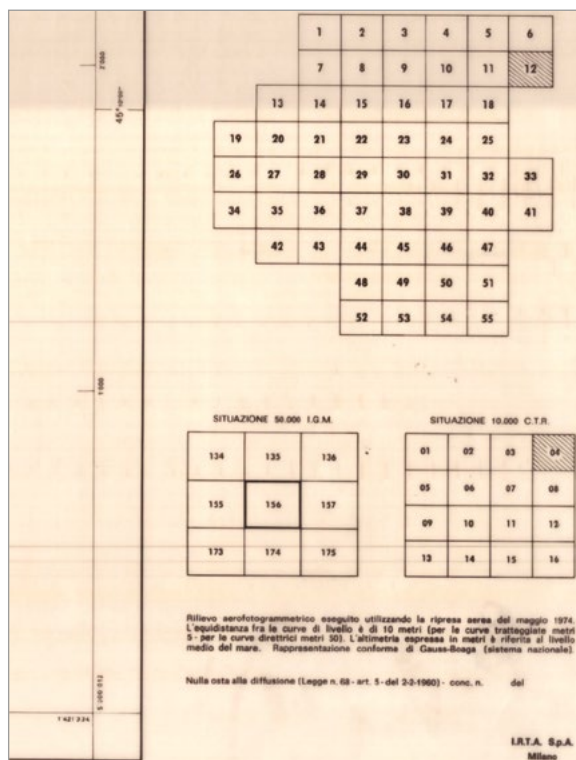 1 2 3 4 5 6
7 8 9 10 11 12
13 14 15 16 17 18
19 20 21 22 23 24 25
26 27 28 29 30 31 32 33
34 35 36 37 38 39 40 41
42 43 44 45 46 47
48 49 50 51
52 53 54 55
1'000
SITUAZIONE 50.000 I.G.M.
134 135 136
155 156 157
173 174 175
SITUAZIONE 10.000 C.T.R.
01 02 03 04
05 06 07 08
09 10 11 12
13 14 15 16
Rilievo aerofotogrammetrico eseguito utilizzando la ripresa aerea del maggio 1974.
L'equidistanza fra le curve di livello è di 10 metri (per le curve tratteggiate metri
5 - per le curve direttrici metri 50). L'altimetria espressa in metri è riferita al livello
medio del mare. Rappresentazione conforme di Gauss-Boaga (sistema nazionale).
Nulla osta alla diffusione (Legge n. 68 - art. 5 - del 2-2-1960) - conc. n. del
1'421'234
I.R.T.A. S.p.A.
Milano